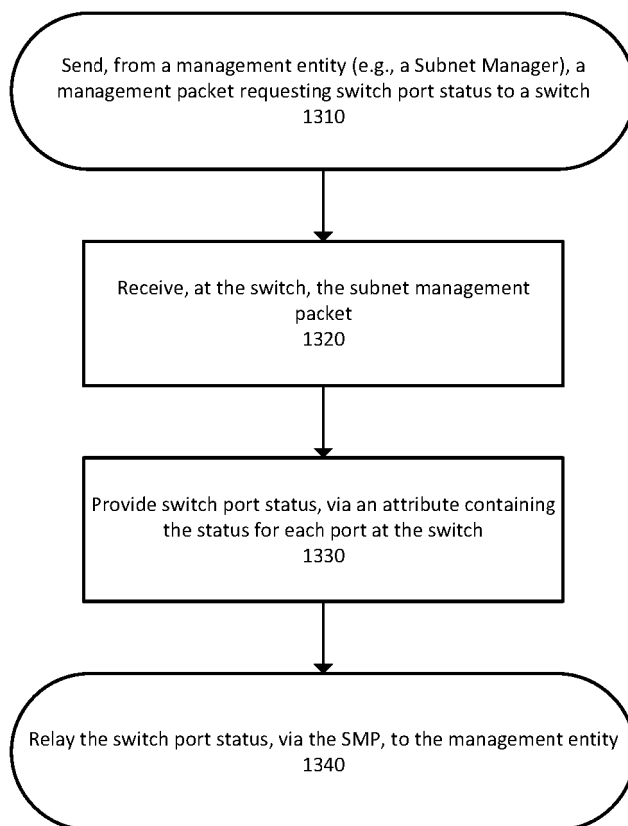 Send, from a management entity (e.g., a Subnet Manager), a
management packet requesting switch port status to a switch
1310
Receive, at the switch, the subnet management
packet
1320
Provide switch port status, via an attribute containing
the status for each port at the switch
1330
Relay the switch port status, via the SMP, to the management entity
1340